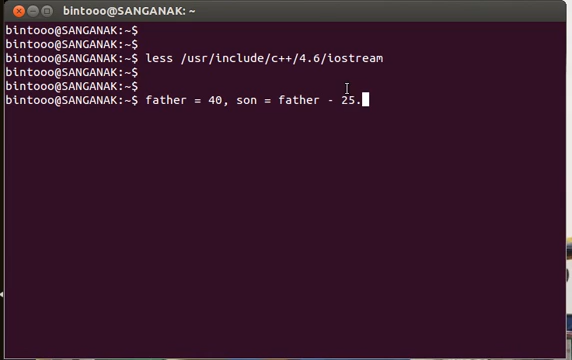 bintooo@SANGANAK: ~
bintooo@SANGANAK:~$
bintooo@SANGANAK:~$
bintooo@SANGANAK:~$ less /usr/include/c++/4.6/iostream
bintooo@SANGANAK:~$
bintooo@SANGANAK:~$
bintooo@SANGANAK:~$ father = 40, son = father - 25.